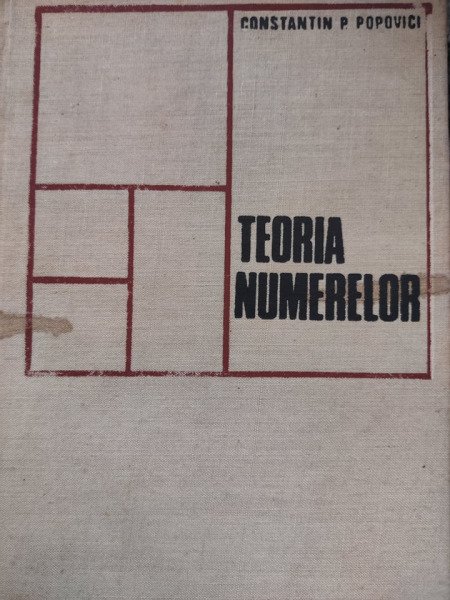 CONSTANTIN P. POPOVICI
TEORIA
NUMERELOR